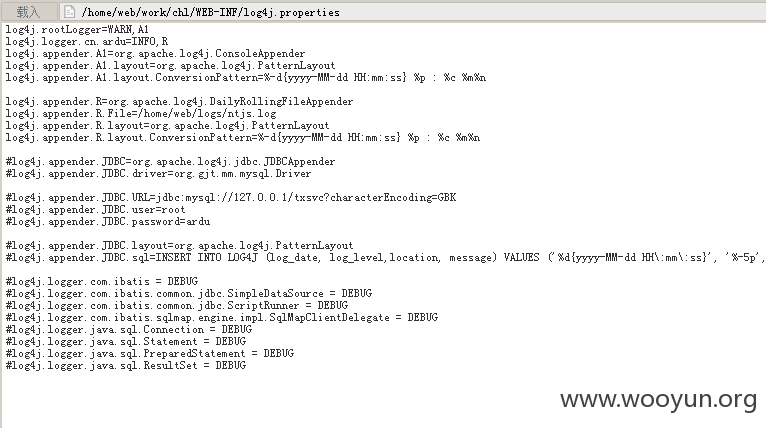 载入 /home/web/work/chl/WEB-INF/log4j.properties
log4j.rootLogger=WARN,A1
log4j.logger.cn.ardu=INFO,R
log4j.appender.A1=org.apache.log4j.ConsoleAppender
log4j.appender.A1.layout=org.apache.log4j.PatternLayout
log4j.appender.A1.layout.ConversionPattern=%-d{yyyy-MM-dd HH:mm:ss} %p : %c %m%n
log4j.appender.R=org.apache.log4j.DailyRollingFileAppender
log4j.appender.R.File=/home/web/logs/ntjs.log
log4j.appender.R.layout=org.apache.log4j.PatternLayout
log4j.appender.R.layout.ConversionPattern=%-d{yyyy-MM-dd HH:mm:ss} %p : %c %m%n
#log4j.appender.JDBC=org.apache.log4j.jdbc.JDBCAppender
#log4j.appender.JDBC.driver=org.gjt.mm.mysql.Driver
#log4j.appender.JDBC.URL=jdbc:mysql://127.0.0.1/txsvc?characterEncoding=GBK
#log4j.appender.JDBC.user=root
#log4j.appender.JDBC.password=ardu
#log4j.appender.JDBC.layout=org.apache.log4j.PatternLayout
#log4j.appender.JDBC.sql=INSERT INTO LOG4J (log_date, log_level,location, message) VALUES ('%d{yyyy-MM-dd HH\:mm\:ss}', '%-5p',
#log4j.logger.com.ibatis = DEBUG
#log4j.logger.com.ibatis.common.jdbc.SimpleDataSource = DEBUG
#log4j.logger.com.ibatis.common.jdbc.ScriptRunner = DEBUG
#log4j.logger.com.ibatis.sqlmap.engine.impl.SqlMapClientDelegate = DEBUG
#log4j.logger.java.sql.Connection = DEBUG
#log4j.logger.java.sql.Statement = DEBUG
#log4j.logger.java.sql.PreparedStatement = DEBUG
#log4j.logger.java.sql.ResultSet = DEBUG
www.wooyun.org